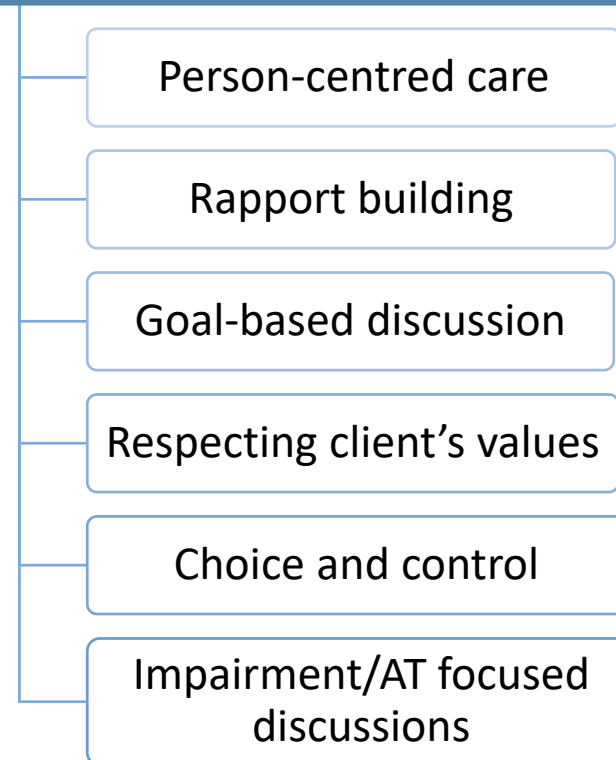 Person-centred care
Rapport building
Goal-based discussion
Respecting client’s values
Choice and control
Impairment/AT focused
discussions